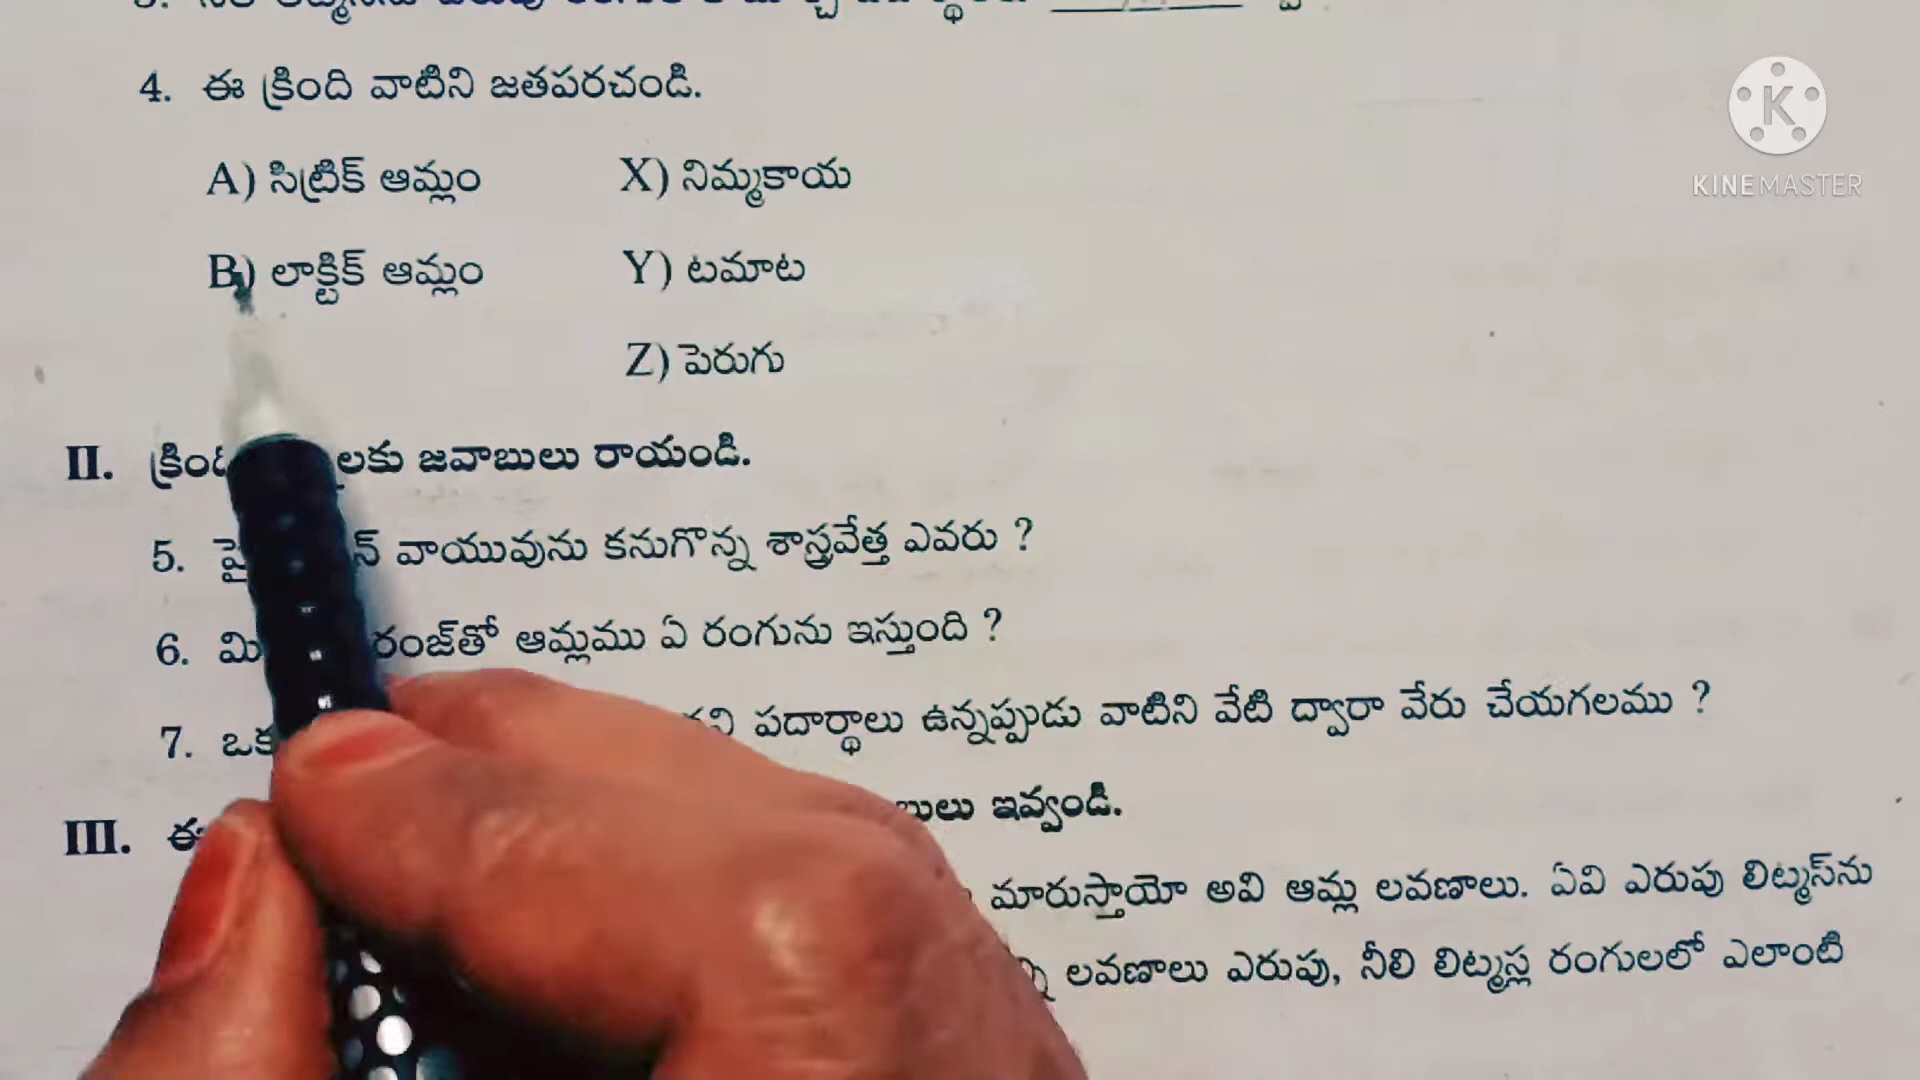 4. ఈ క్రింది వాటిని జతపరచండి.
A) సిట్రిక్ ఆమ్లం X) నిమ్మకాయ
B) లాక్టిక్ ఆమ్లం Y) టమాట
Z) పెరుగు
II. లకు జవాబులు రాయండి.
5. వాయువును కనుగొన్న శాస్త్రవేత్త ఎవరు ?
6. ఆమ్లము ఏ రంగును ఇస్తుంది ?
7. పదార్థాలు ఉన్నప్పుడు వాటిని వేటి ద్వారా వేరు చేయగలము ?
III. ఇవ్వండి.
మారుస్తాయో అవి ఆమ్ల లవణాలు. ఏవి ఎరుపు లిట్మస్‌ను
లవణాలు ఎరుపు, నీలి లిట్మస్ల రంగులలో ఎలాంటి
K
KINEMASTER